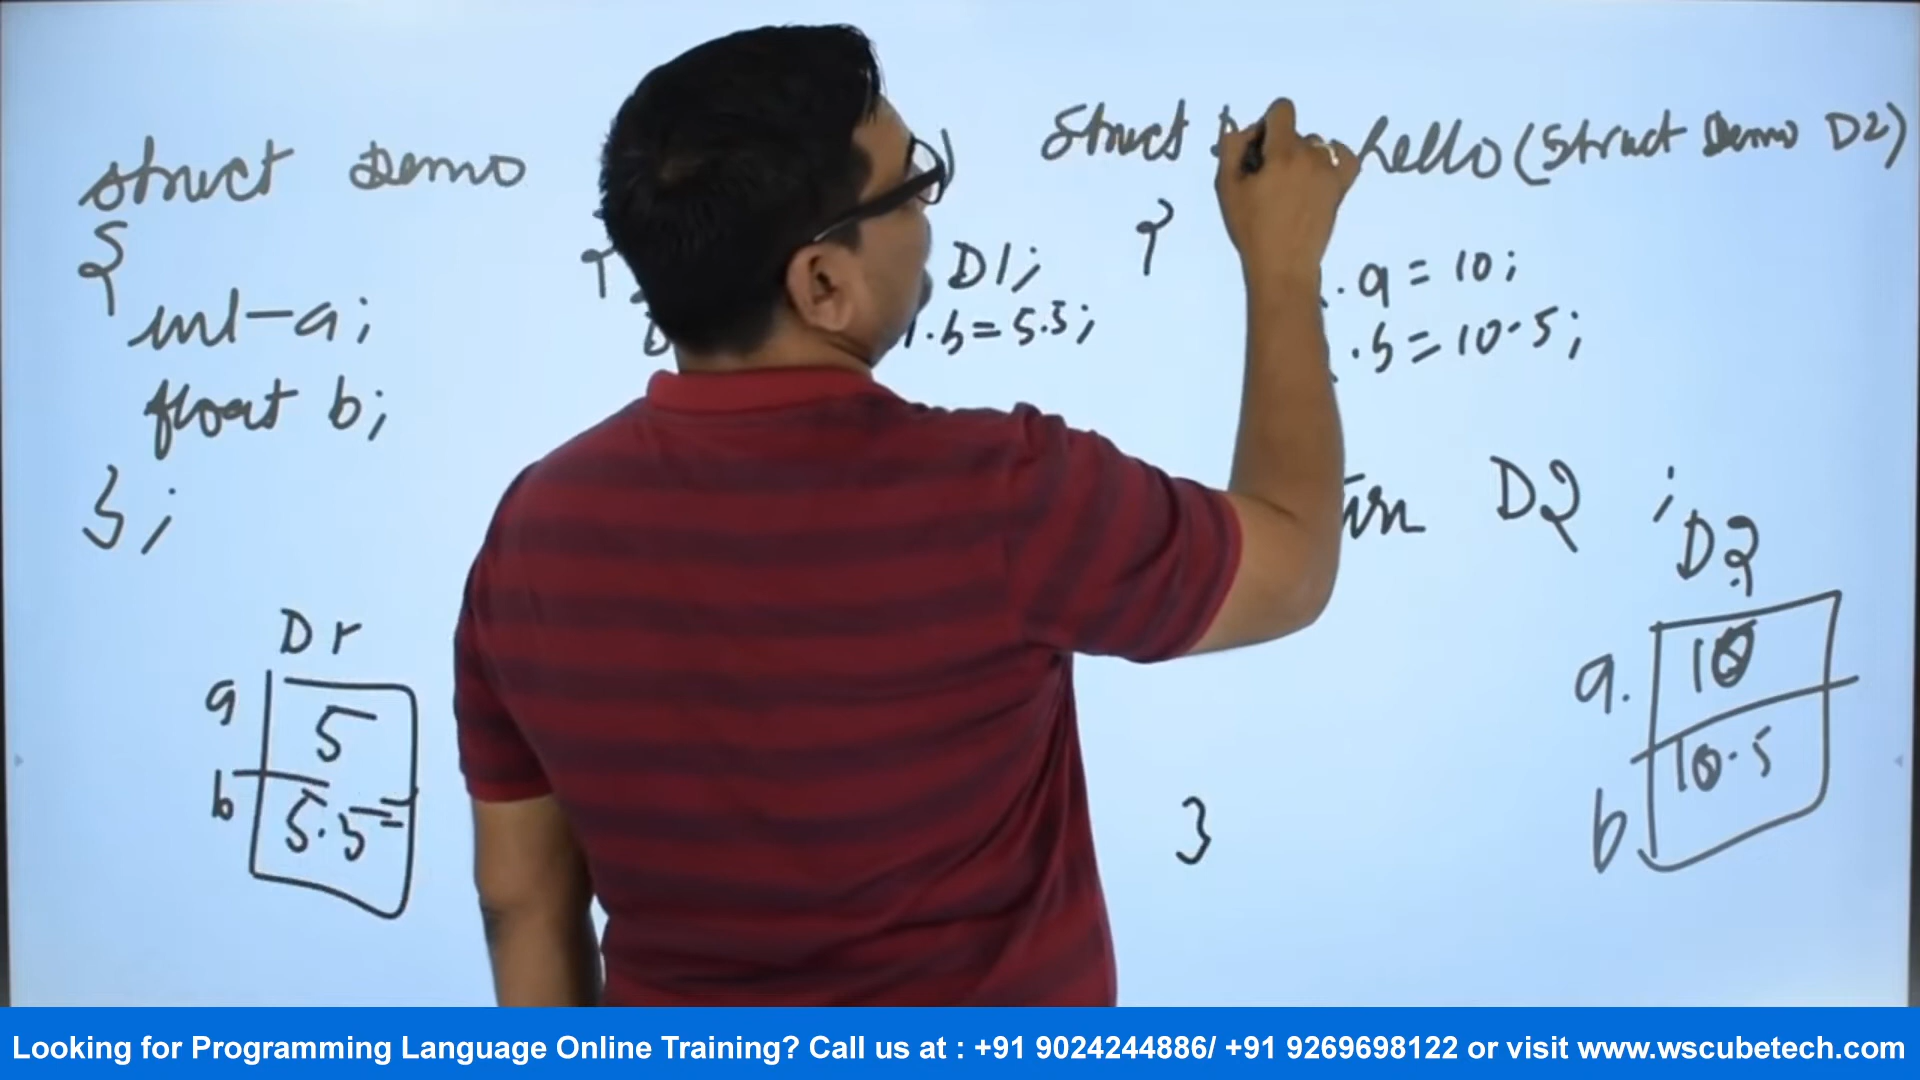 struct Demo
{
int a;
float b;
};
)
{
D1;
.b = 5.5;
Struct hello (Struct Demo D2)
{
.a = 10;
.b = 10.5;
D2 ;
}
Dr
a 5
b 5.5
D2
a. 10
10.5
b
Looking for Programming Language Online Training? Call us at : +91 9024244886/ +91 9269698122 or visit www.wscubetech.com